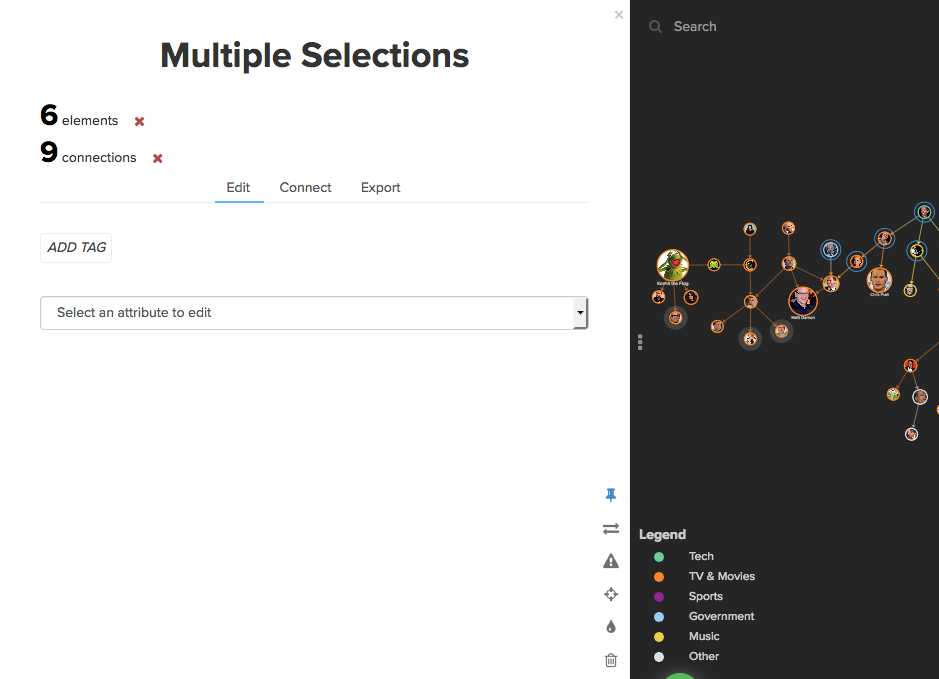 Multiple Selections
6 elements
9 connections
Edit Connect Export
ADD TAG
Select an attribute to edit
Search
Kermit the Frog
Matt Damon
Chris Pratt
Legend
Tech
TV & Movies
Sports
Government
Music
Other